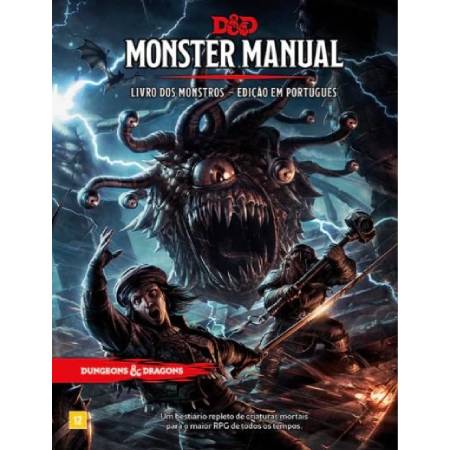 D&D
MONSTER MANUAL
LIVRO DOS MONSTROS - EDIÇÃO EM PORTUGUÊS
DUNGEONS & DRAGONS
12
Um bestiário repleto de criaturas mortais
para o maior RPG de todos os tempos.